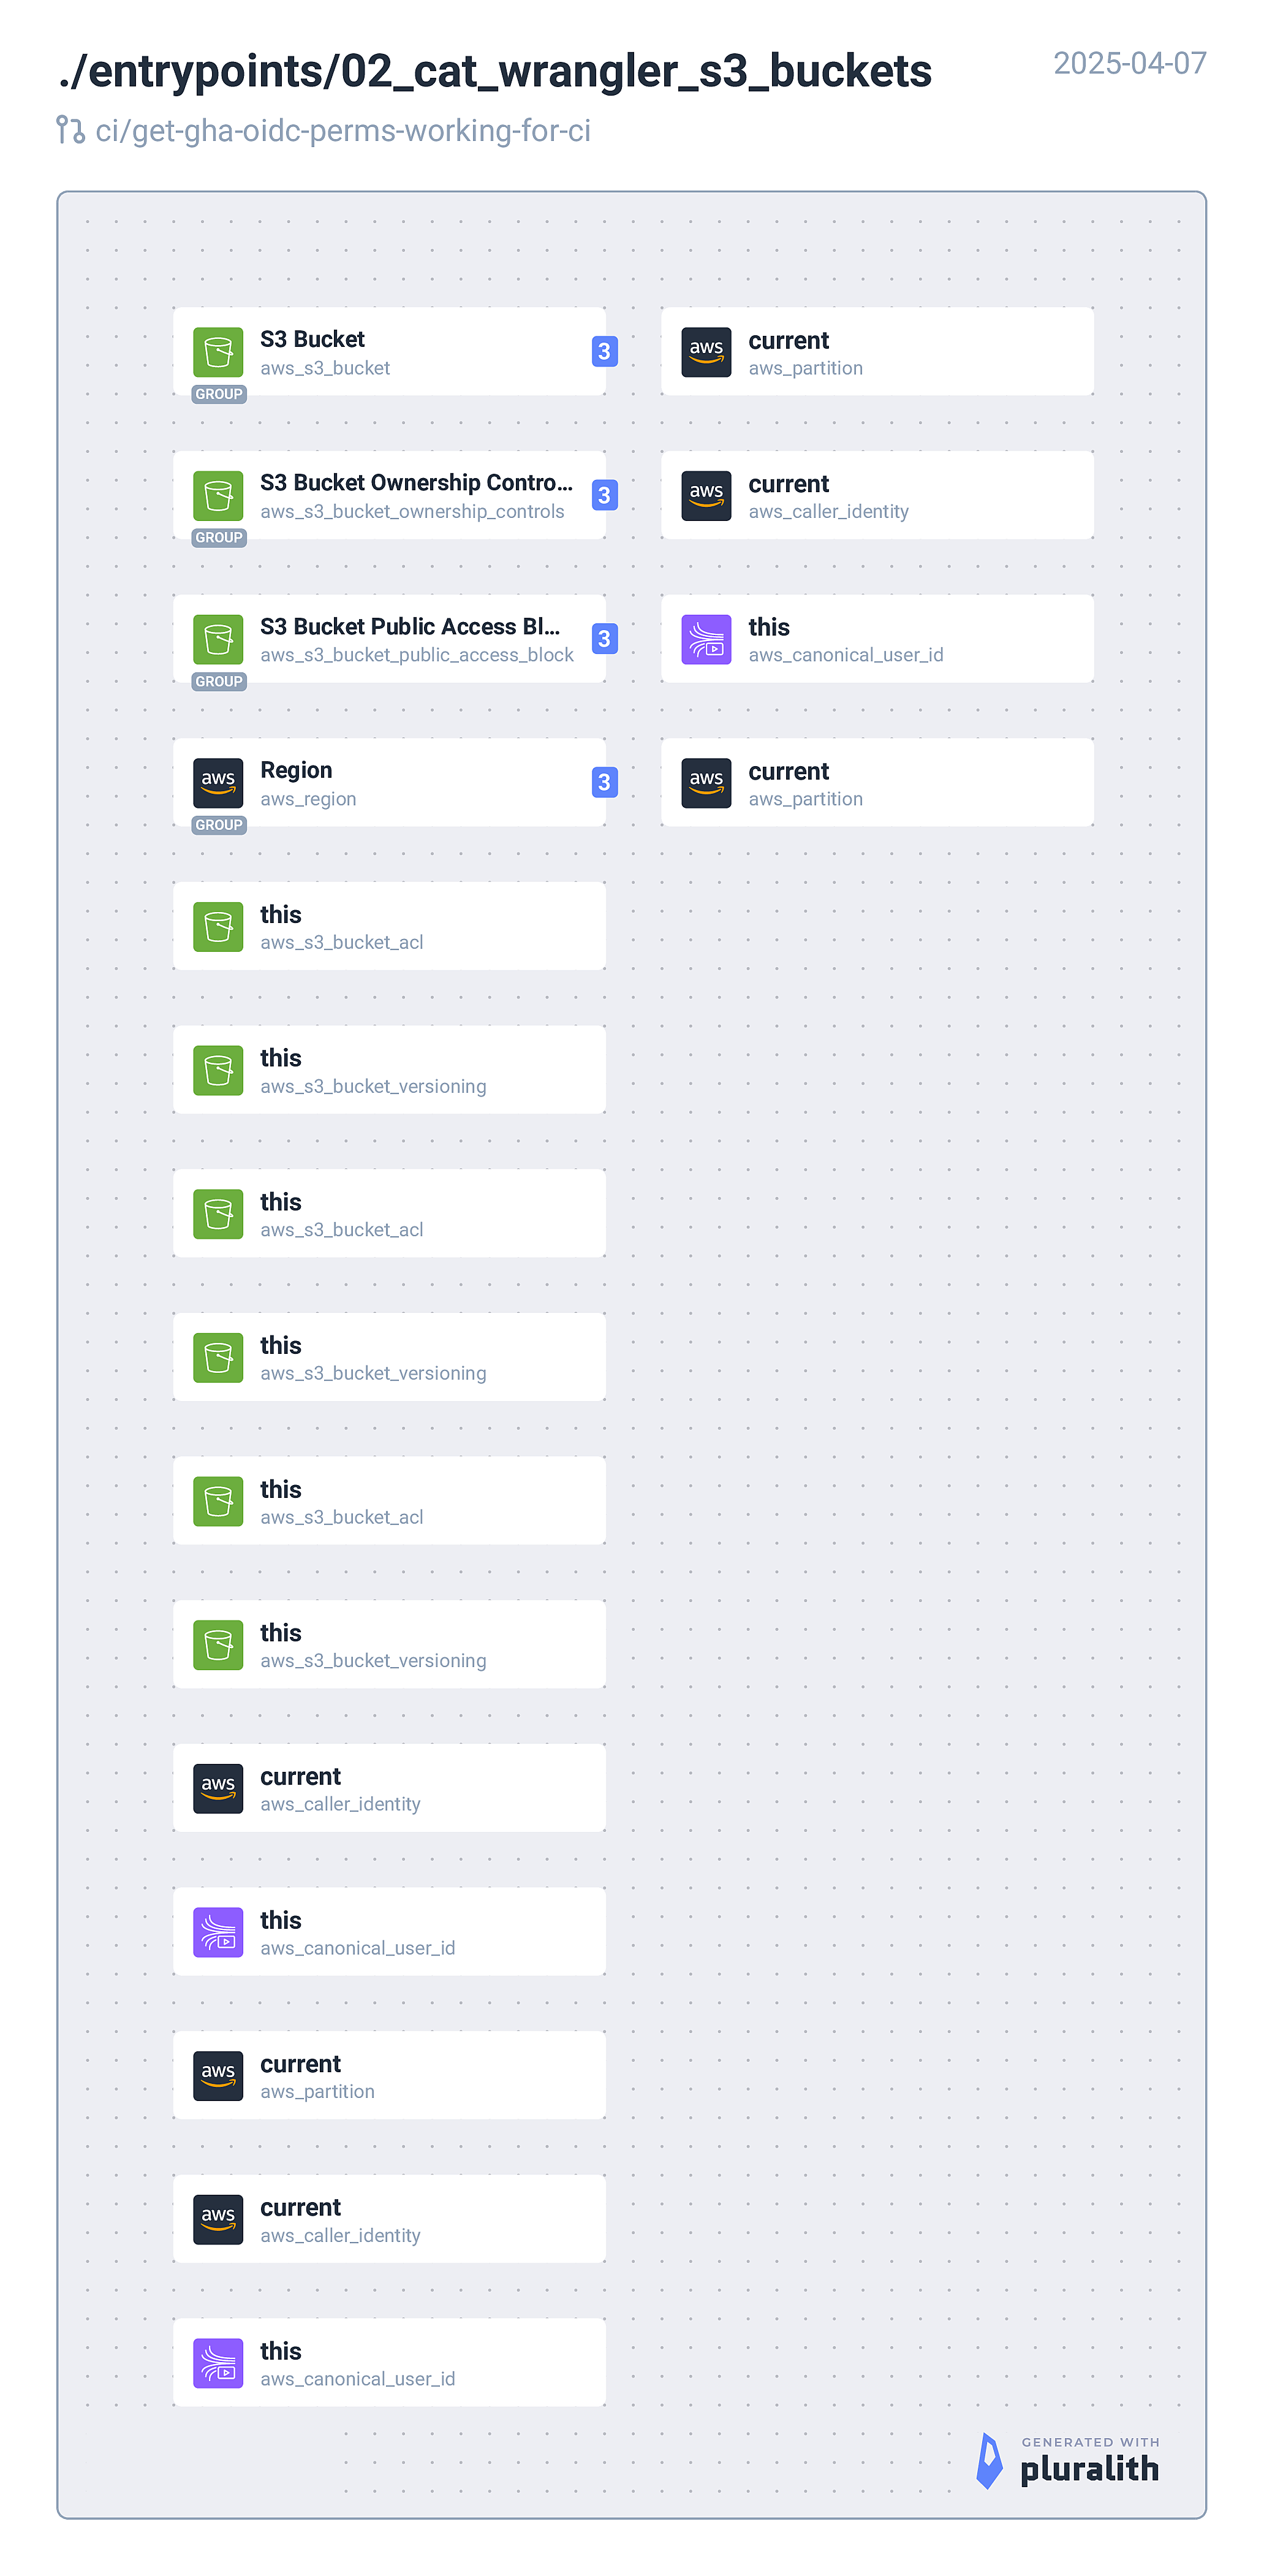 ./entrypoints/02_cat_wrangler_s3_buckets
2025-04-07
ci/get-gha-oidc-perms-working-for-ci
S3 Bucket
aws_s3_bucket
3
GROUP
current
aws_partition
S3 Bucket Ownership Contro...
aws_s3_bucket_ownership_controls
3
GROUP
aws
current
aws_caller_identity
S3 Bucket Public Access Bl...
aws_s3_bucket_public_access_block
3
GROUP
this
aws_canonical_user_id
aws
Region
aws_region
3
GROUP
aws
current
aws_partition
this
aws_s3_bucket_acl
this
aws_s3_bucket_versioning
this
aws_s3_bucket_acl
this
aws_s3_bucket_versioning
this
aws_s3_bucket_acl
this
aws_s3_bucket_versioning
aws
current
aws_caller_identity
this
aws_canonical_user_id
aws
current
aws_partition
aws
current
aws_caller_identity
this
aws_canonical_user_id
GENERATED WITH
pluralith